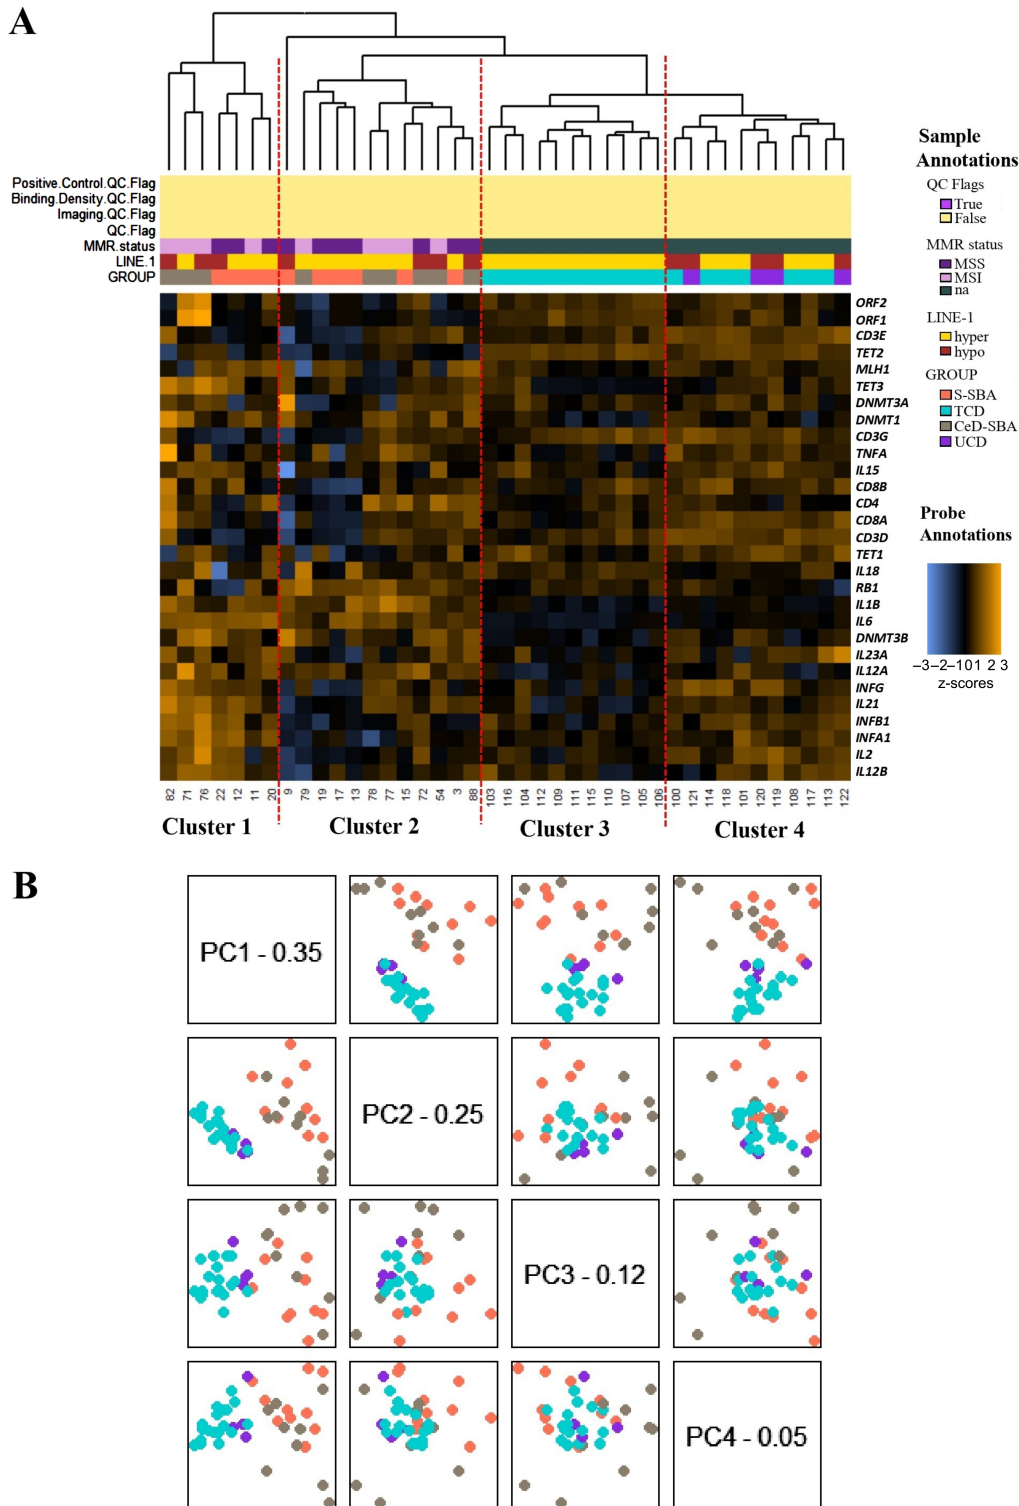 A
Positive.Control.QC.Flag
Binding.Density.QC.Flag
Imaging.QC.Flag
QC.Flag
MMR.status
LINE.1
GROUP
ORF2
ORF1
CD3E
TET2
MLH1
TET3
DNMT3A
DNMT1
CD3G
TNFA
IL15
CD8B
CD4
CD8A
CD3D
TET1
IL18
RB1
IL1B
IL6
DNMT3B
IL23A
IL12A
INFG
IL21
INFB1
INFA1
IL2
IL12B
82 71 76 22 12 11 20 9 79 19 17 13 78 77 15 72 54 3 88 103 116 104 112 109 111 115 110 107 105 106 100 121 114 118 101 120 119 108 117 113 122
Cluster 1 Cluster 2 Cluster 3 Cluster 4
Sample
Annotations
QC Flags
True
False
MMR status
MSS
MSI
na
LINE-1
hyper
hypo
GROUP
S-SBA
TCD
CeD-SBA
UCD
Probe
Annotations
–3–2–101 2 3
z-scores
B
PC1 - 0.35
PC2 - 0.25
PC3 - 0.12
PC4 - 0.05